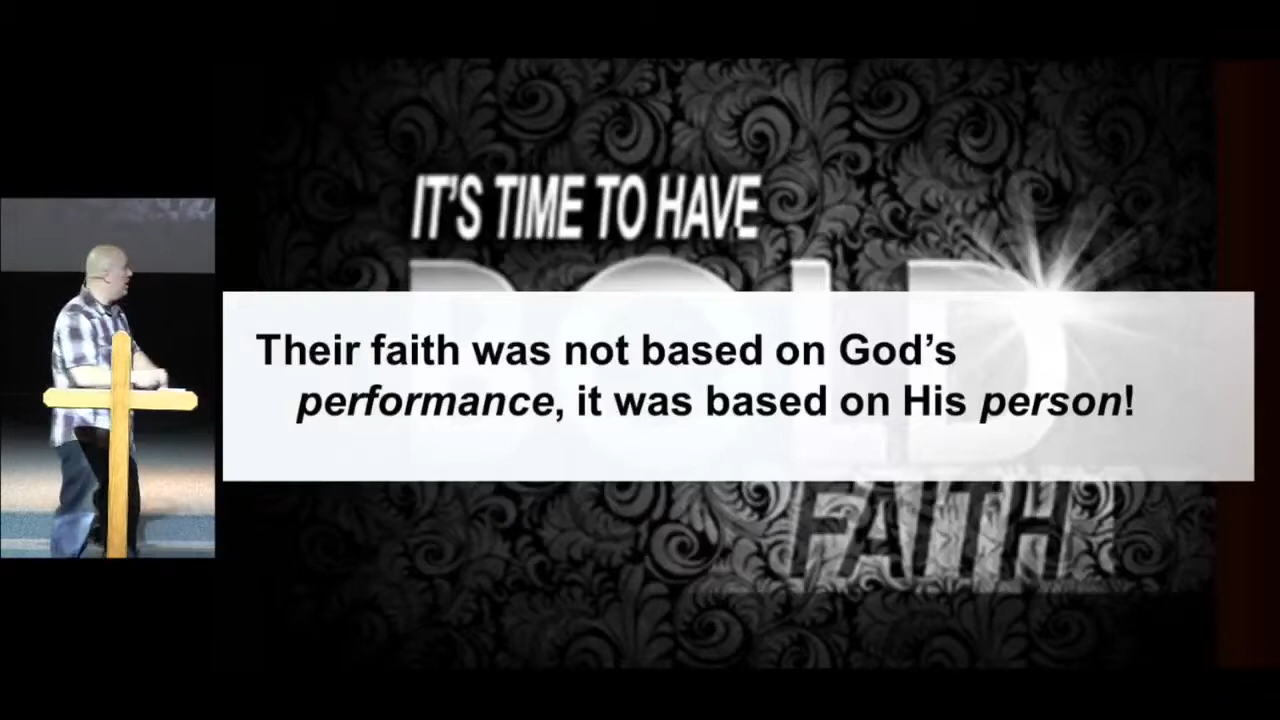 IT'S TIME TO HAVE
BOLD
Their faith was not based on God's
performance, it was based on His person!
FAITH